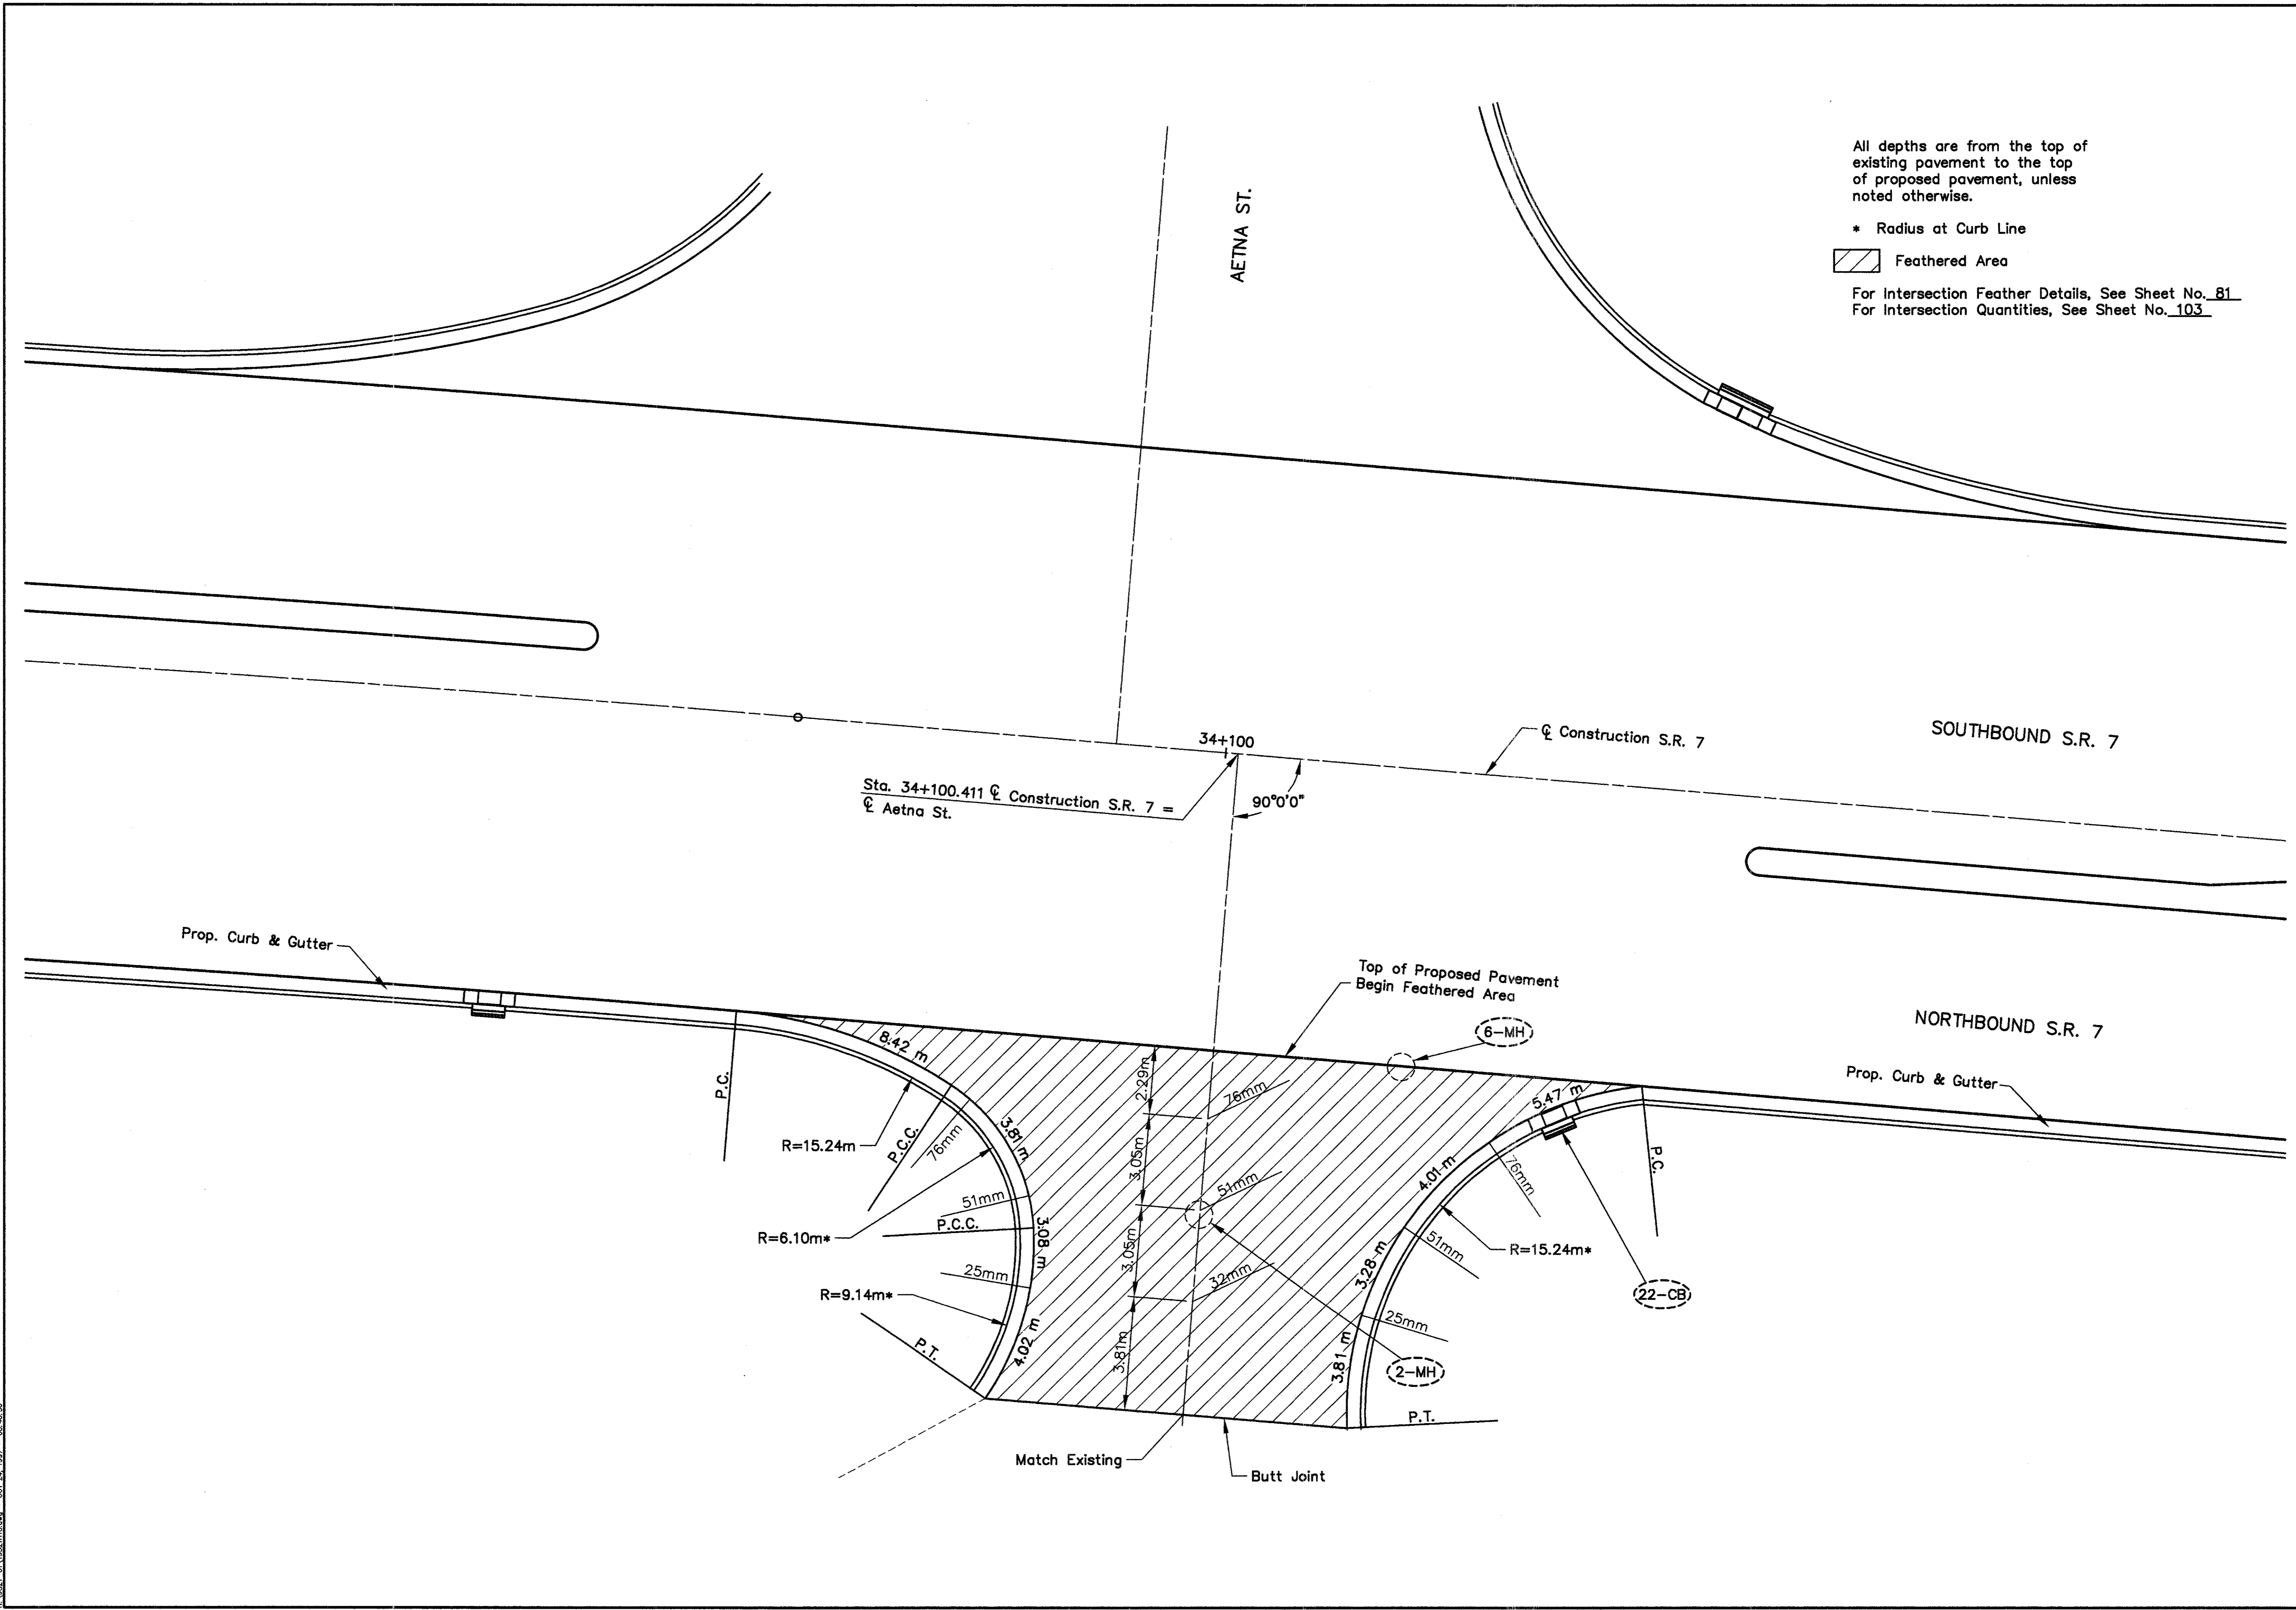 All depths are from the top of
existing pavement to the top
of proposed pavement, unless
noted otherwise.
* Radius at Curb Line
Feathered Area
For Intersection Feather Details, See Sheet No. 81
For Intersection Quantities, See Sheet No. 103
AETNA ST.
SOUTHBOUND S.R. 7
℄ Construction S.R. 7
34+100
Sta. 34+100.411 ℄ Construction S.R. 7 =
℄ Aetna St.
90°0'0"
Prop. Curb & Gutter
Top of Proposed Pavement
Begin Feathered Area
6-MH
NORTHBOUND S.R. 7
Prop. Curb & Gutter
8.42 m
P.C.
2.29m
76mm
5.47 m
R=15.24m
P.C.C.
76mm
3.81 m
3.05m
51mm
4.01 m
76mm
P.C.
51mm
P.C.C.
R=6.10m*
3.08 m
3.05m
51mm
R=15.24m*
25mm
32mm
3.28 m
R=9.14m*
22-CB
25mm
P.T.
4.02 m
3.81m
3.81 m
2-MH
P.T.
Match Existing
Butt Joint